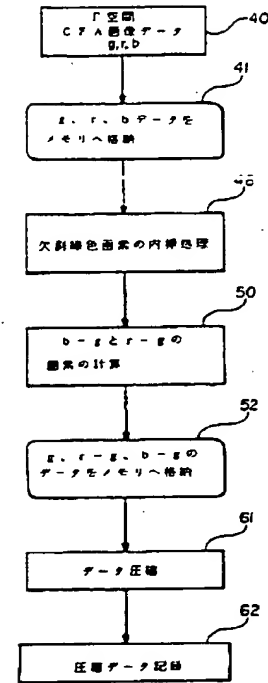 Γ空間
CFA画像データ
g,r,b
40
41
g、r、bデータを
メモリへ格納
48
欠斜緑色画素の内挿処理
50
b-gとr-gの
画素の計算
52
g、r-g、b-gの
データをメモリへ格納
61
データ圧縮
62
圧縮データ記録